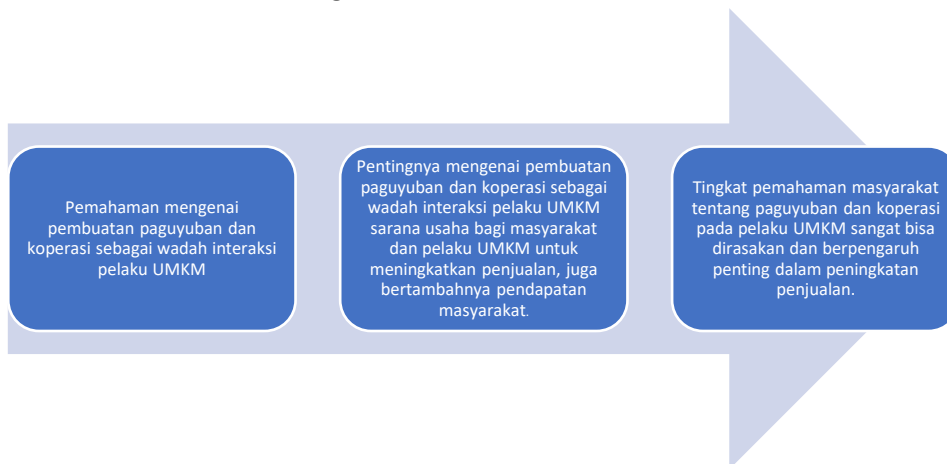 Pemahaman mengenai
pembuatan paguyuban dan
koperasi sebagai wadah interaksi
pelaku UMKM
Pentingnya mengenai pembuatan
paguyuban dan koperasi sebagai
wadah interaksi pelaku UMKM
sarana usaha bagi masyarakat
dan pelaku UMKM untuk
meningkatkan penjualan, juga
bertambahnya pendapatan
masyarakat.
Tingkat pemahaman masyarakat
tentang paguyuban dan koperasi
pada pelaku UMKM sangat bisa
dirasakan dan berpengaruh
penting dalam peningkatan
penjualan.